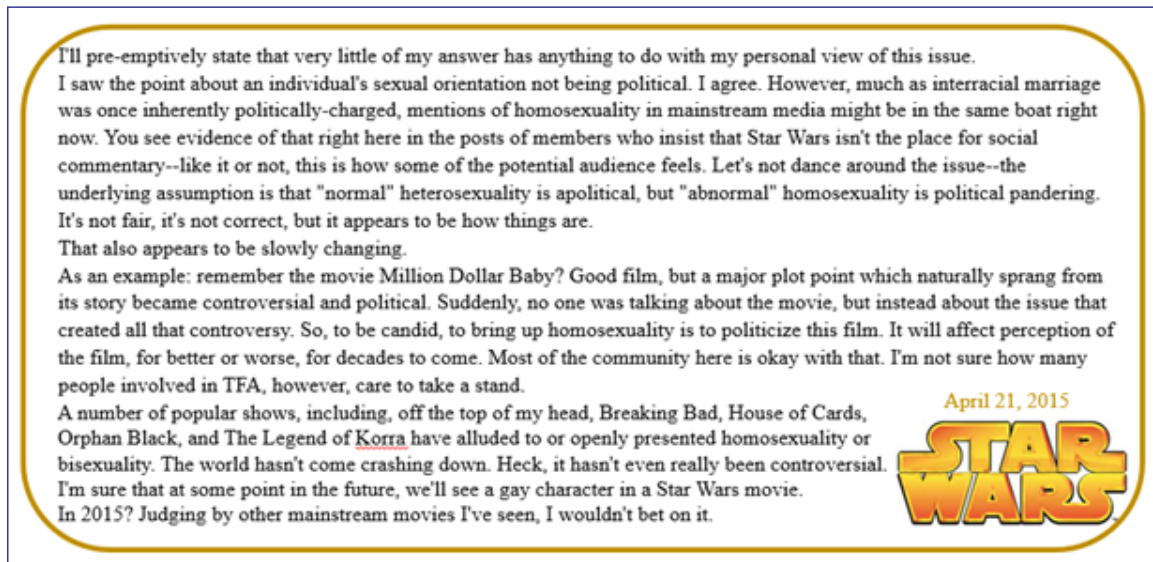 I'll pre-emptively state that very little of my answer has anything to do with my personal view of this issue.
I saw the point about an individual's sexual orientation not being political. I agree. However, much as interracial marriage
was once inherently politically-charged, mentions of homosexuality in mainstream media might be in the same boat right
now. You see evidence of that right here in the posts of members who insist that Star Wars isn't the place for social
commentary--like it or not, this is how some of the potential audience feels. Let's not dance around the issue--the
underlying assumption is that "normal" heterosexuality is apolitical, but "abnormal" homosexuality is political pandering.
It's not fair, it's not correct, but it appears to be how things are.
That also appears to be slowly changing.
As an example: remember the movie Million Dollar Baby? Good film, but a major plot point which naturally sprang from
its story became controversial and political. Suddenly, no one was talking about the movie, but instead about the issue that
created all that controversy. So, to be candid, to bring up homosexuality is to politicize this film. It will affect perception of
the film, for better or worse, for decades to come. Most of the community here is okay with that. I'm not sure how many
people involved in TFA, however, care to take a stand.
A number of popular shows, including, off the top of my head, Breaking Bad, House of Cards,
Orphan Black, and The Legend of Korra have alluded to or openly presented homosexuality or
bisexuality. The world hasn't come crashing down. Heck, it hasn't even really been controversial.
I'm sure that at some point in the future, we'll see a gay character in a Star Wars movie.
In 2015? Judging by other mainstream movies I've seen, I wouldn't bet on it.
April 21, 2015
STAR
WARS